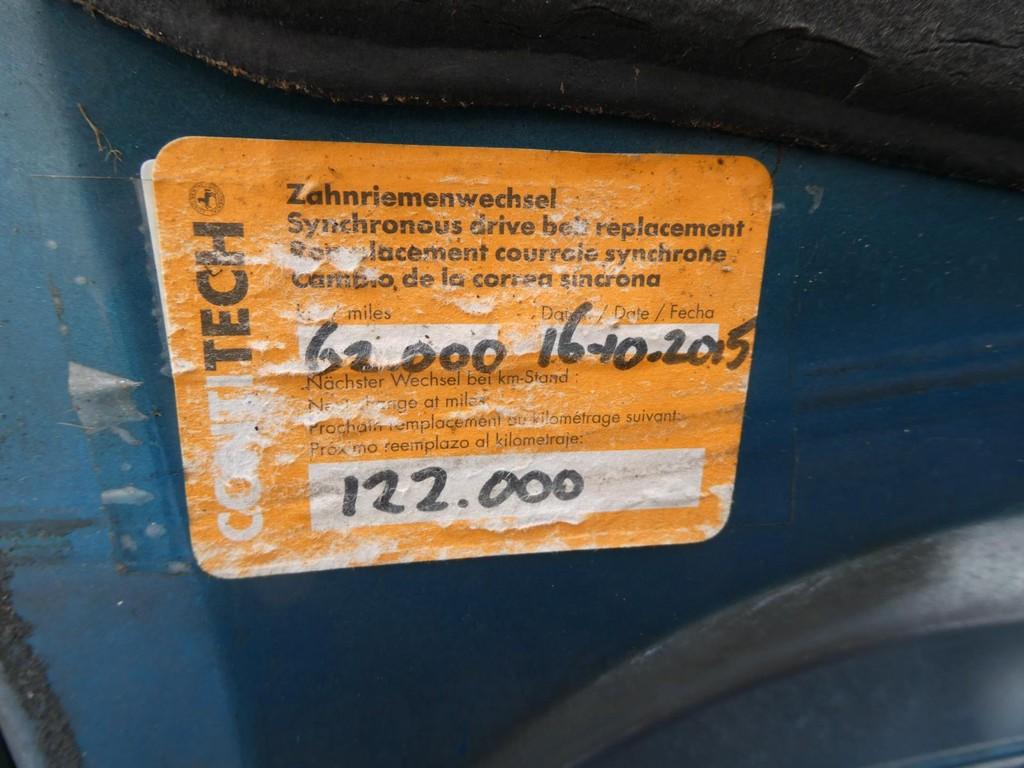 CONTITECH
Zahnriemenwechsel
Synchronous drive belt replacement
Remplacement courroie synchrone
Cambio de la correa síncrona
miles / Date / Fecha
62.000 16-10-2015
Nächster Wechsel bei km-Stand :
change at miles
Prochain remplacement au kilométrage suivant:
Próximo reemplazo al kilometraje:
122.000